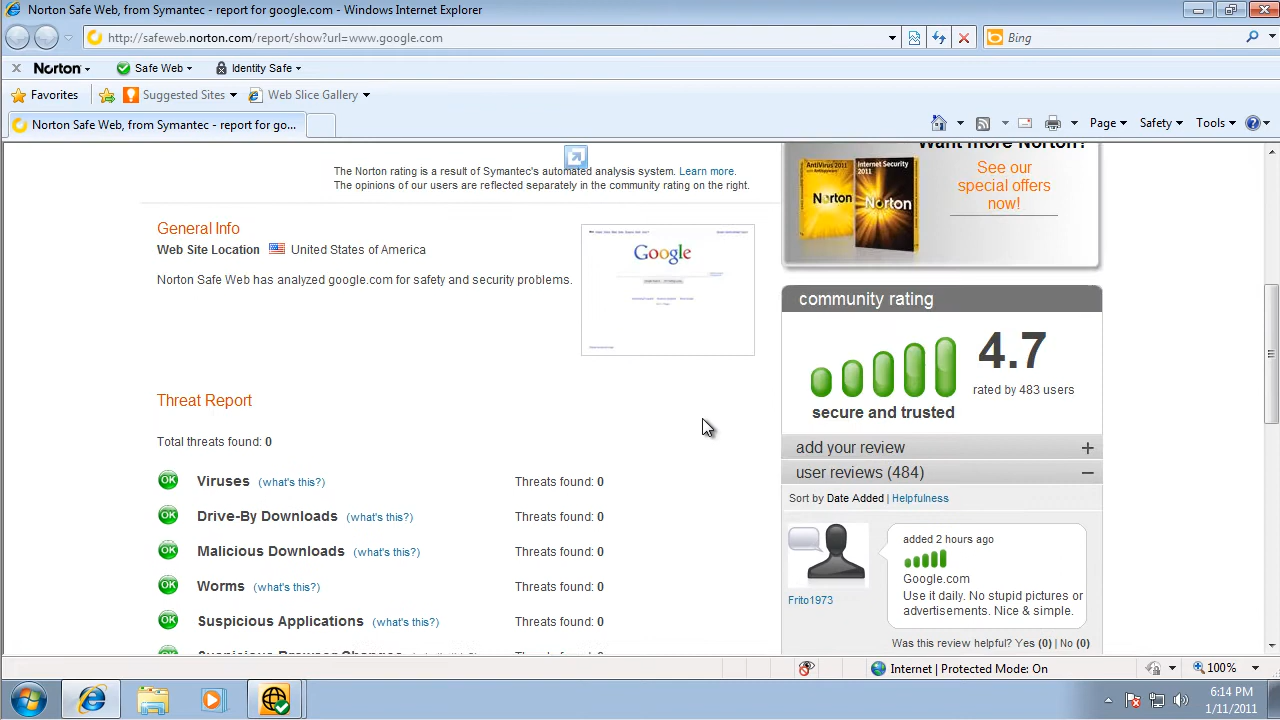 Norton Safe Web, from Symantec - report for google.com - Windows Internet Explorer
http://safeweb.norton.com/report/show?url=www.google.com
Bing
Norton
Safe Web
Identity Safe
Favorites
Suggested Sites
Web Slice Gallery
Norton Safe Web, from Symantec - report for go...
Page
Safety
Tools
The Norton rating is a result of Symantec's automated analysis system. Learn more.
The opinions of our users are reflected separately in the community rating on the right.
General Info
Web Site Location United States of America
Norton Safe Web has analyzed google.com for safety and security problems.
Google
Threat Report
Total threats found: 0
OK Viruses (what's this?) Threats found: 0
OK Drive-By Downloads (what's this?) Threats found: 0
OK Malicious Downloads (what's this?) Threats found: 0
OK Worms (what's this?) Threats found: 0
OK Suspicious Applications (what's this?) Threats found: 0
Want more Norton?
See our
special offers
now!
AntiVirus 2011
Norton
Internet Security
2011
Norton
community rating
4.7
rated by 483 users
secure and trusted
add your review
user reviews (484)
Sort by Date Added | Helpfulness
Frito1973
added 2 hours ago
Google.com
Use it daily. No stupid pictures or
advertisements. Nice & simple.
Was this review helpful? Yes (0) | No (0)
Internet | Protected Mode: On
100%
6:14 PM
1/11/2011